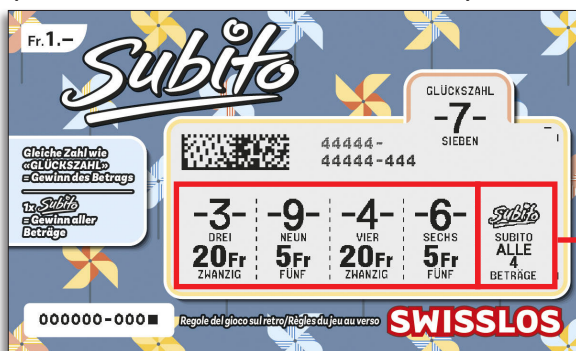 Fr. 1.–
Subito
GLÜCKSZAHL
-7-
SIEBEN
44444-
44444-444
Gleiche Zahl wie
«GLÜCKSZAHL»
= Gewinn des Betrags
1x Subito
= Gewinn aller
Beträge
-3-
DREI
20Fr
ZWANZIG
-9-
NEUN
5Fr
FÜNF
-4-
VIER
20Fr
ZWANZIG
-6-
SECHS
5Fr
FÜNF
Subito
SUBITO
ALLE
4
BETRÄGE
000000-000■
Regole del gioco sul retro/Règles du jeu au verso
SWISSLOS